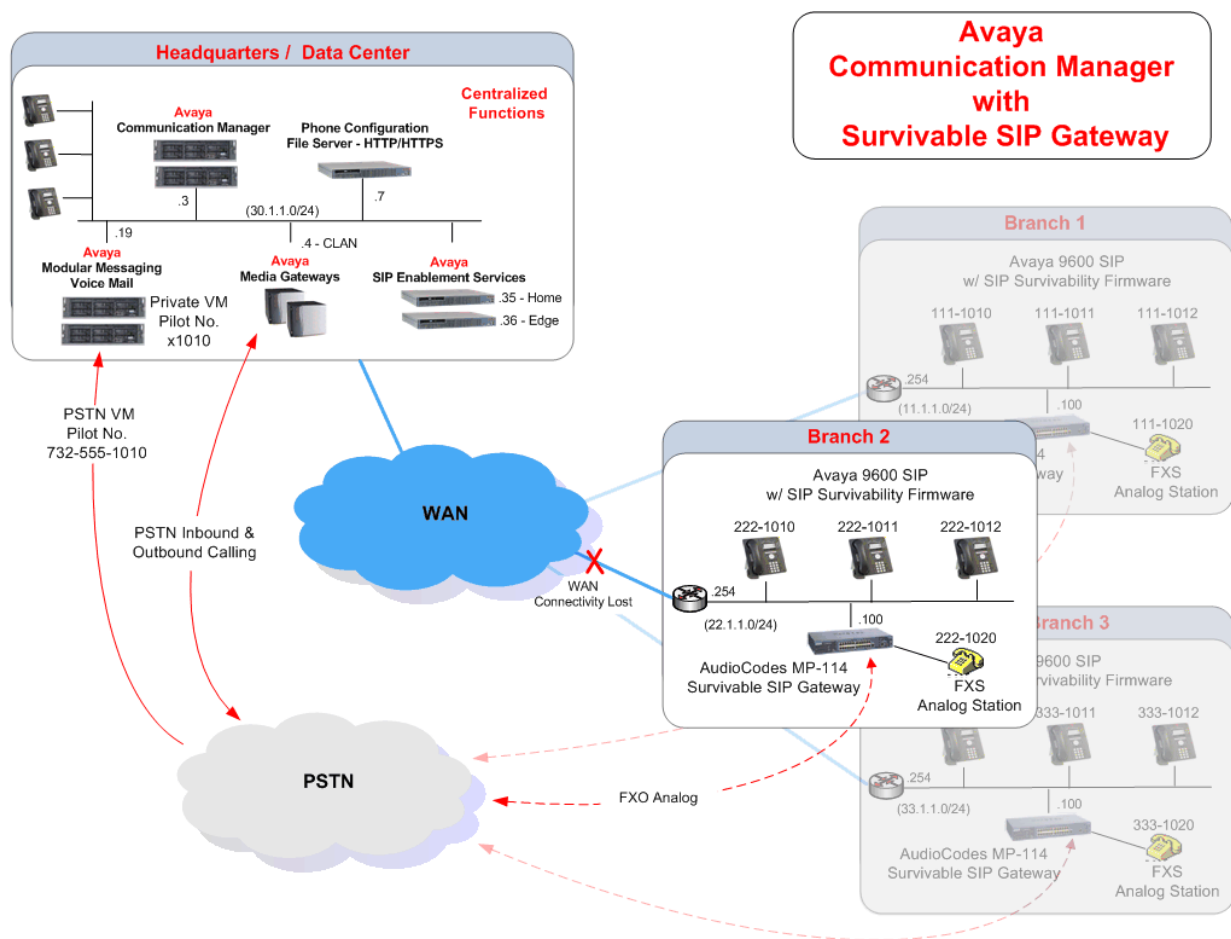 Avaya
Communication Manager
with
Survivable SIP Gateway
Headquarters / Data Center
Centralized
Functions
Avaya
Communication Manager
Phone Configuration
File Server - HTTP/HTTPS
.3
(30.1.1.0/24)
.7
.19
.4 - CLAN
Avaya
Modular Messaging
Voice Mail
Avaya
Media Gateways
Avaya
SIP Enablement Services
.35 - Home
.36 - Edge
Private VM
Pilot No.
x1010
PSTN VM
Pilot No.
732-555-1010
PSTN Inbound &
Outbound Calling
WAN
WAN
Connectivity Lost
PSTN
FXO Analog
Branch 1
Avaya 9600 SIP
w/ SIP Survivability Firmware
111-1010
111-1011
111-1012
.254
(11.1.1.0/24)
.100
111-1020
FXS
Analog Station
Branch 2
Avaya 9600 SIP
w/ SIP Survivability Firmware
222-1010
222-1011
222-1012
.254
(22.1.1.0/24)
.100
222-1020
AudioCodes MP-114
Survivable SIP Gateway
FXS
Analog Station
Branch 3
9600 SIP
Firmware
333-1011
333-1012
.254
(33.1.1.0/24)
.100
333-1020
AudioCodes MP-114
Survivable SIP Gateway
FXS
Analog Station